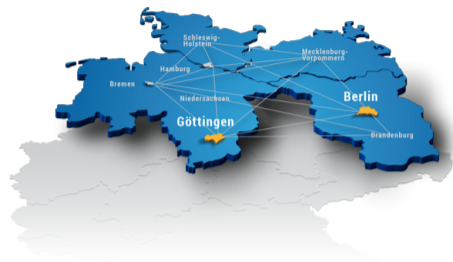 Schleswig-
Holstein
Mecklenburg-
Vorpommern
Hamburg
Bremen
Niedersachsen
Berlin
Göttingen
Brandenburg